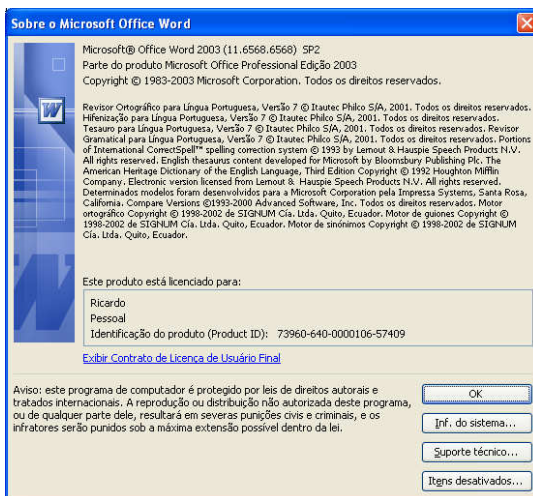 Sobre o Microsoft Office Word
Microsoft® Office Word 2003 (11.6568.6568) SP2
Parte do produto Microsoft Office Professional Edição 2003
Copyright © 1983-2003 Microsoft Corporation. Todos os direitos reservados.
Revisor Ortográfico para Língua Portuguesa, Versão 7 © Itautec Philco S/A, 2001. Todos os direitos reservados.
Hifenização para Língua Portuguesa, Versão 7 © Itautec Philco S/A, 2001. Todos os direitos reservados.
Tesauro para Língua Portuguesa, Versão 7 © Itautec Philco S/A, 2001. Todos os direitos reservados. Revisor
Gramatical para Língua Portuguesa, Versão 7 © Itautec Philco S/A, 2001. Todos os direitos reservados. Portions
of International CorrectSpell™ spelling correction system © 1993 by Lernout & Hauspie Speech Products N.V.
All rights reserved. English thesaurus content developed for Microsoft by Bloomsbury Publishing Plc. The
American Heritage Dictionary of the English Language, Third Edition Copyright © 1992 Houghton Mifflin
Company. Electronic version licensed from Lernout & Hauspie Speech Products N.V. All rights reserved.
Determinados modelos foram desenvolvidos para a Microsoft Corporation pela Impressa Systems, Santa Rosa,
California. Compare Versions ©1993-2000 Advanced Software, Inc. Todos os direitos reservados. Motor
ortográfico Copyright © 1998-2002 de SIGNUM Cía. Ltda. Quito, Ecuador. Motor de guiones Copyright ©
1998-2002 de SIGNUM Cía. Ltda. Quito, Ecuador. Motor de sinónimos Copyright © 1998-2002 de SIGNUM
Cía. Ltda. Quito, Ecuador.
Este produto está licenciado para:
Ricardo
Pessoal
Identificação do produto (Product ID): 73960-640-0000106-57409
Exibir Contrato de Licença de Usuário Final
Aviso: este programa de computador é protegido por leis de direitos autorais e
tratados internacionais. A reprodução ou distribuição não autorizada deste programa,
ou de qualquer parte dele, resultará em severas punições civis e criminais, e os
infratores serão punidos sob a máxima extensão possível dentro da lei.
OK
Inf. do sistema...
Suporte técnico...
Itens desativados...